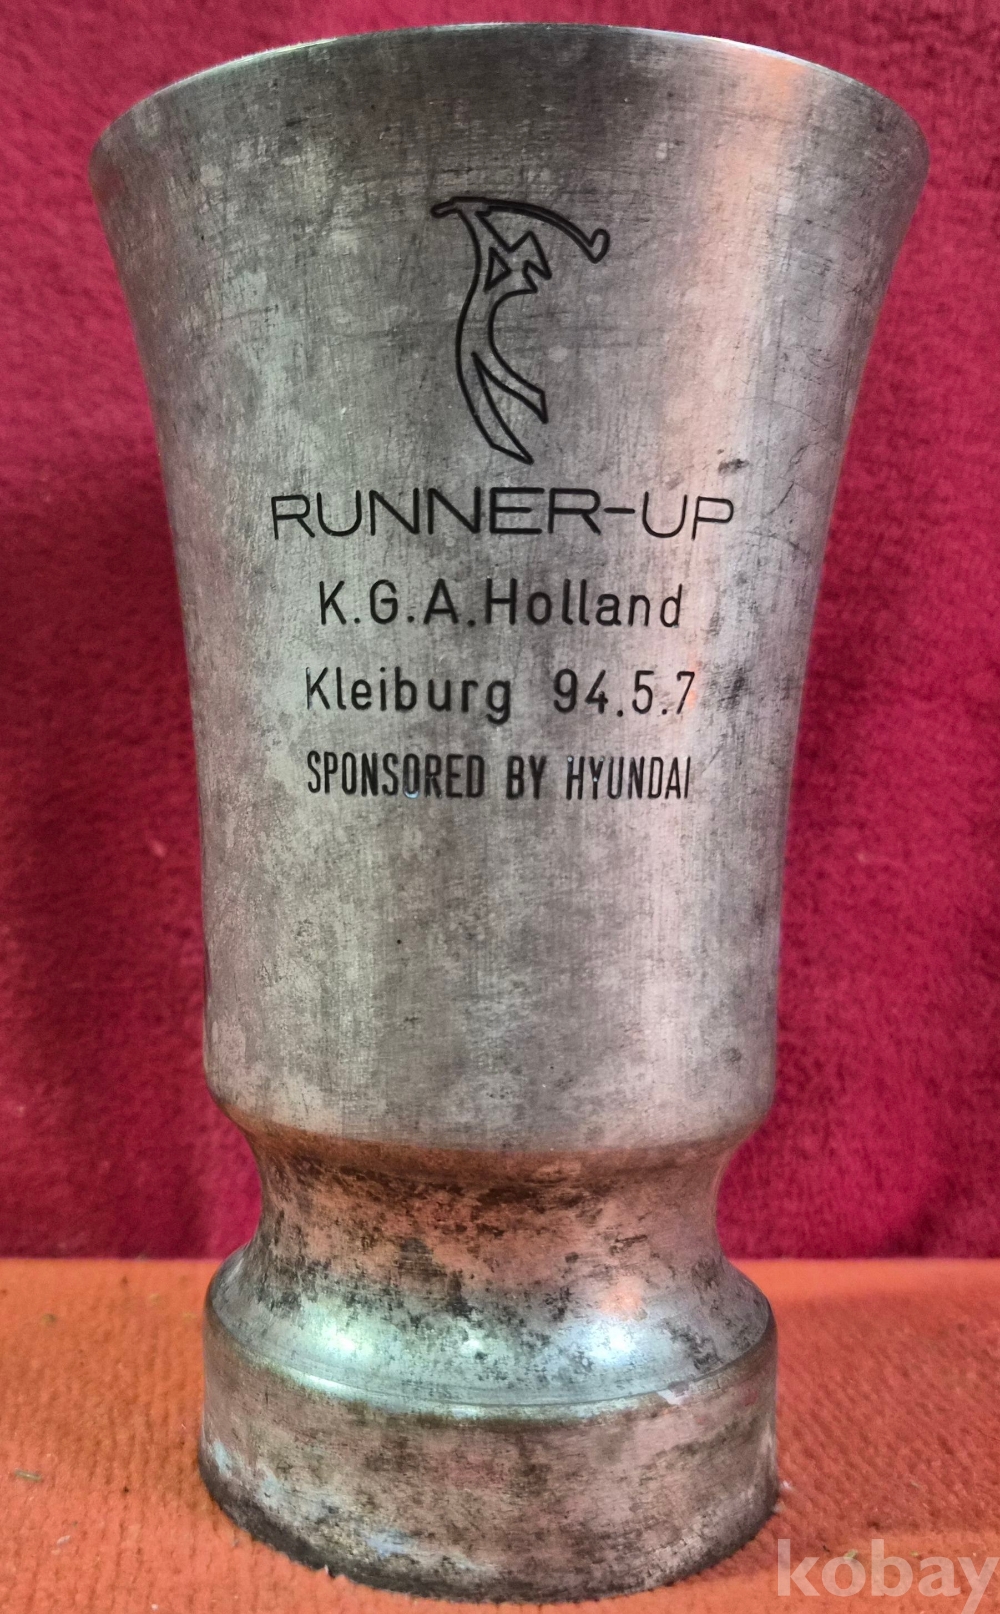 RUNNER-UP
K.G.A.Holland
Kleiburg 94.5.7
SPONSORED BY HYUNDAI
kobay